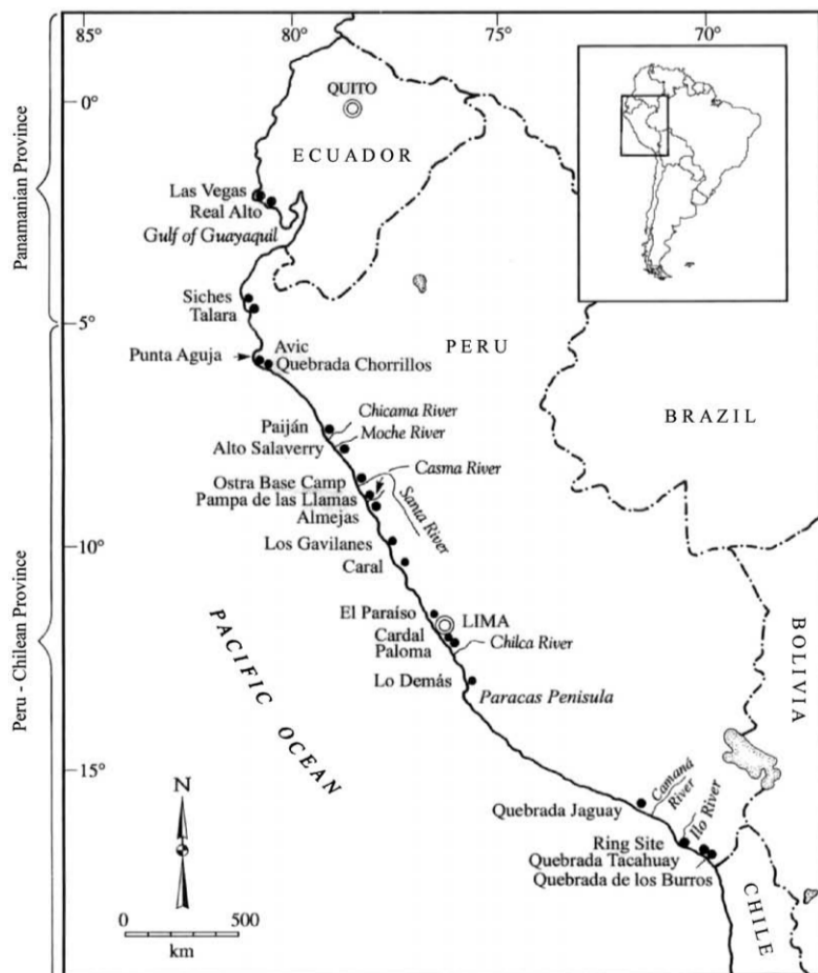 85°
80°
75°
70°
0°
QUITO
ECUADOR
Panamanian Province
Las Vegas
Real Alto
Gulf of Guayaquil
Siches
Talara
5°
Punta Aguja
Avic
Quebrada Chorrillos
PERU
BRAZIL
Paiján
Chicama River
Alto Salaverry
Moche River
Ostra Base Camp
Casma River
Pampa de las Llamas
Santa River
Almejas
10°
Los Gavilanes
Caral
El Paraíso
LIMA
Cardal
Paloma
Chilca River
Lo Demás
Paracas Penisula
PACIFIC OCEAN
BOLIVIA
Peru - Chilean Province
15°
Quebrada Jaguay
Camaná River
Ilo River
Ring Site
Quebrada Tacahuay
Quebrada de los Burros
CHILE
N
0 500
km